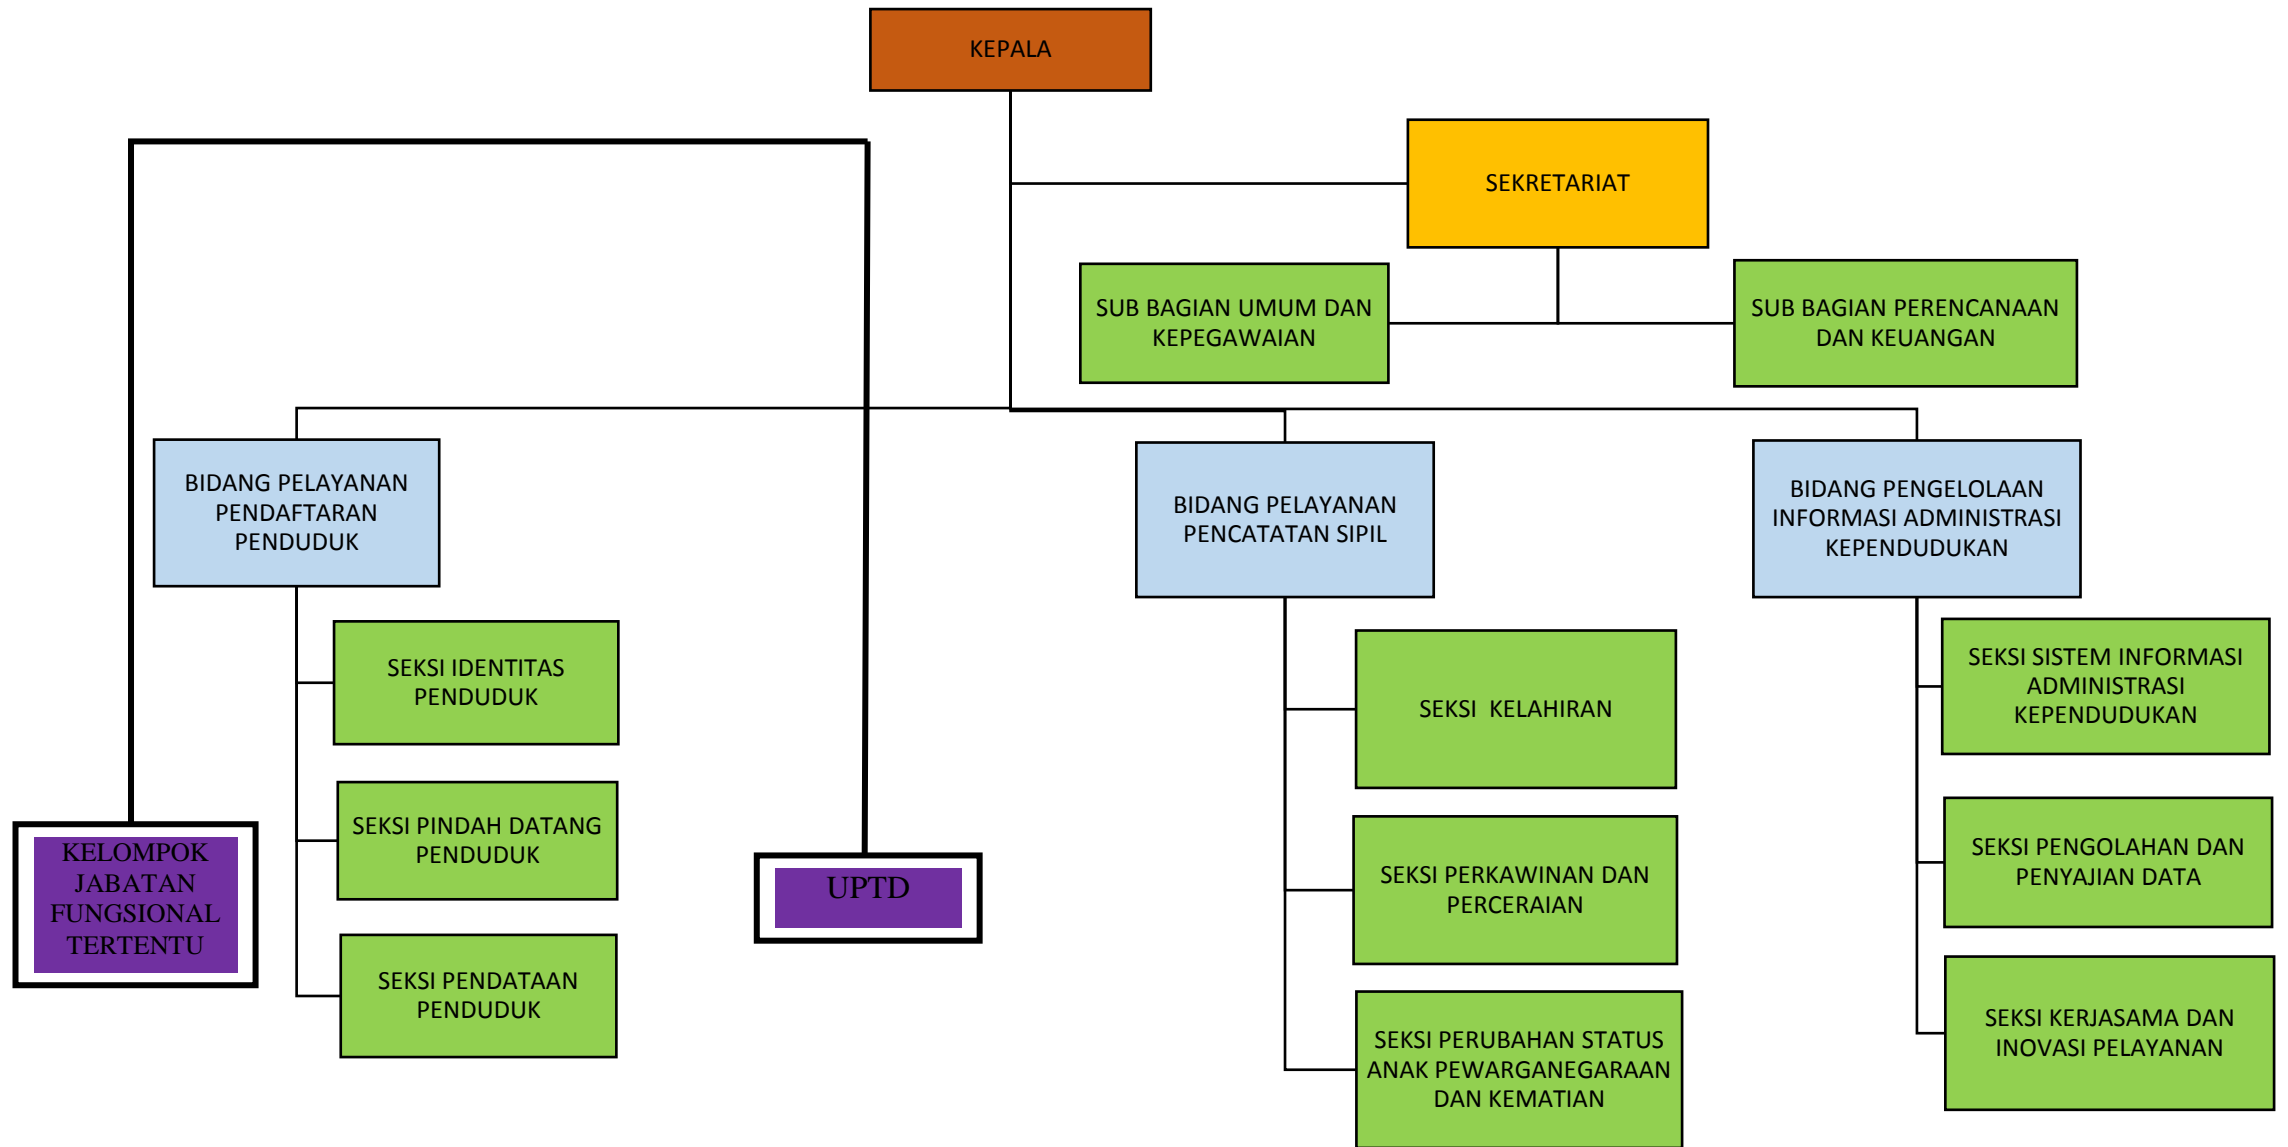 KEPALA
SEKRETARIAT
SUB BAGIAN UMUM DAN
KEPEGAWAIAN
SUB BAGIAN PERENCANAAN
DAN KEUANGAN
BIDANG PELAYANAN
PENDAFTARAN
PENDUDUK
BIDANG PELAYANAN
PENCATATAN SIPIL
BIDANG PENGELOLAAN
INFORMASI ADMINISTRASI
KEPENDUDUKAN
SEKSI IDENTITAS
PENDUDUK
SEKSI PINDAH DATANG
PENDUDUK
SEKSI PENDATAAN
PENDUDUK
KELOMPOK
JABATAN
FUNGSIONAL
TERTENTU
UPTD
SEKSI  KELAHIRAN
SEKSI PERKAWINAN DAN
PERCERAIAN
SEKSI PERUBAHAN STATUS
ANAK PEWARGANEGARAAN
DAN KEMATIAN
SEKSI SISTEM INFORMASI
ADMINISTRASI
KEPENDUDUKAN
SEKSI PENGOLAHAN DAN
PENYAJIAN DATA
SEKSI KERJASAMA DAN
INOVASI PELAYANAN